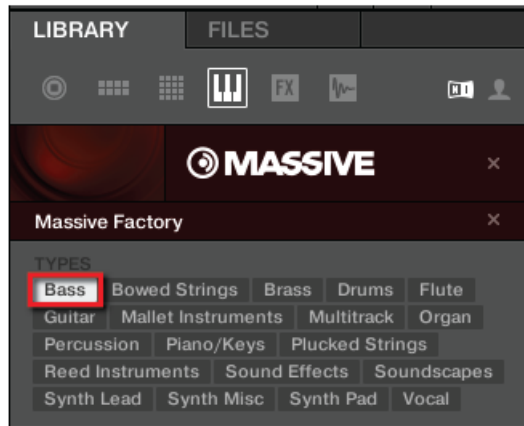 LIBRARY FILES
FX NI
MASSIVE ×
Massive Factory ×
TYPES
Bass Bowed Strings Brass Drums Flute
Guitar Mallet Instruments Multitrack Organ
Percussion Piano/Keys Plucked Strings
Reed Instruments Sound Effects Soundscapes
Synth Lead Synth Misc Synth Pad Vocal